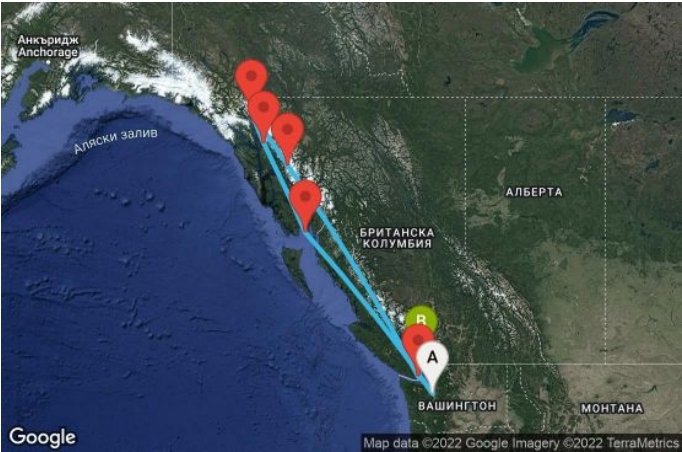 Анкъридж
Anchorage
Аляски залив
АЛБЕРТА
БРИТАНСКА
КОЛУМБИЯ
B
A
ВАШИНГТОН
МОНТАНА
Google
Map data ©2022 Google Imagery ©2022 TerraMetrics